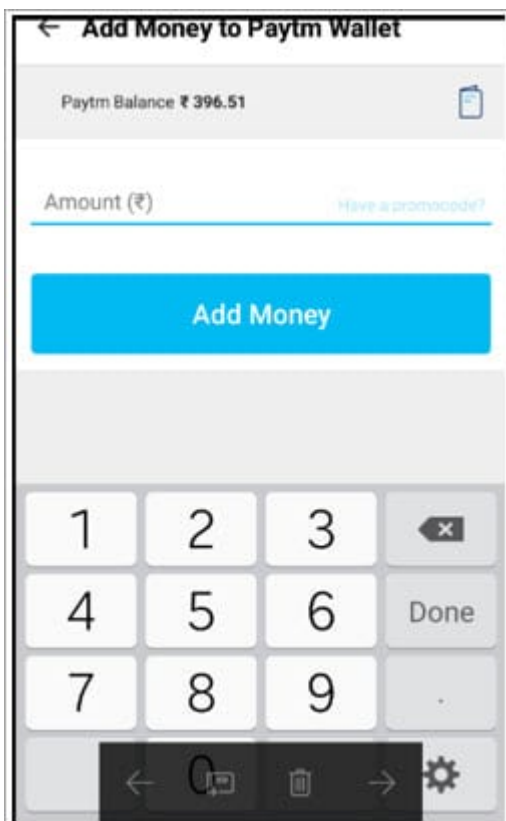 Add Money to Paytm Wallet
Paytm Balance ₹ 396.51
Amount (₹) Have a promocode?
Add Money
1 2 3
4 5 6 Done
7 8 9 .
0